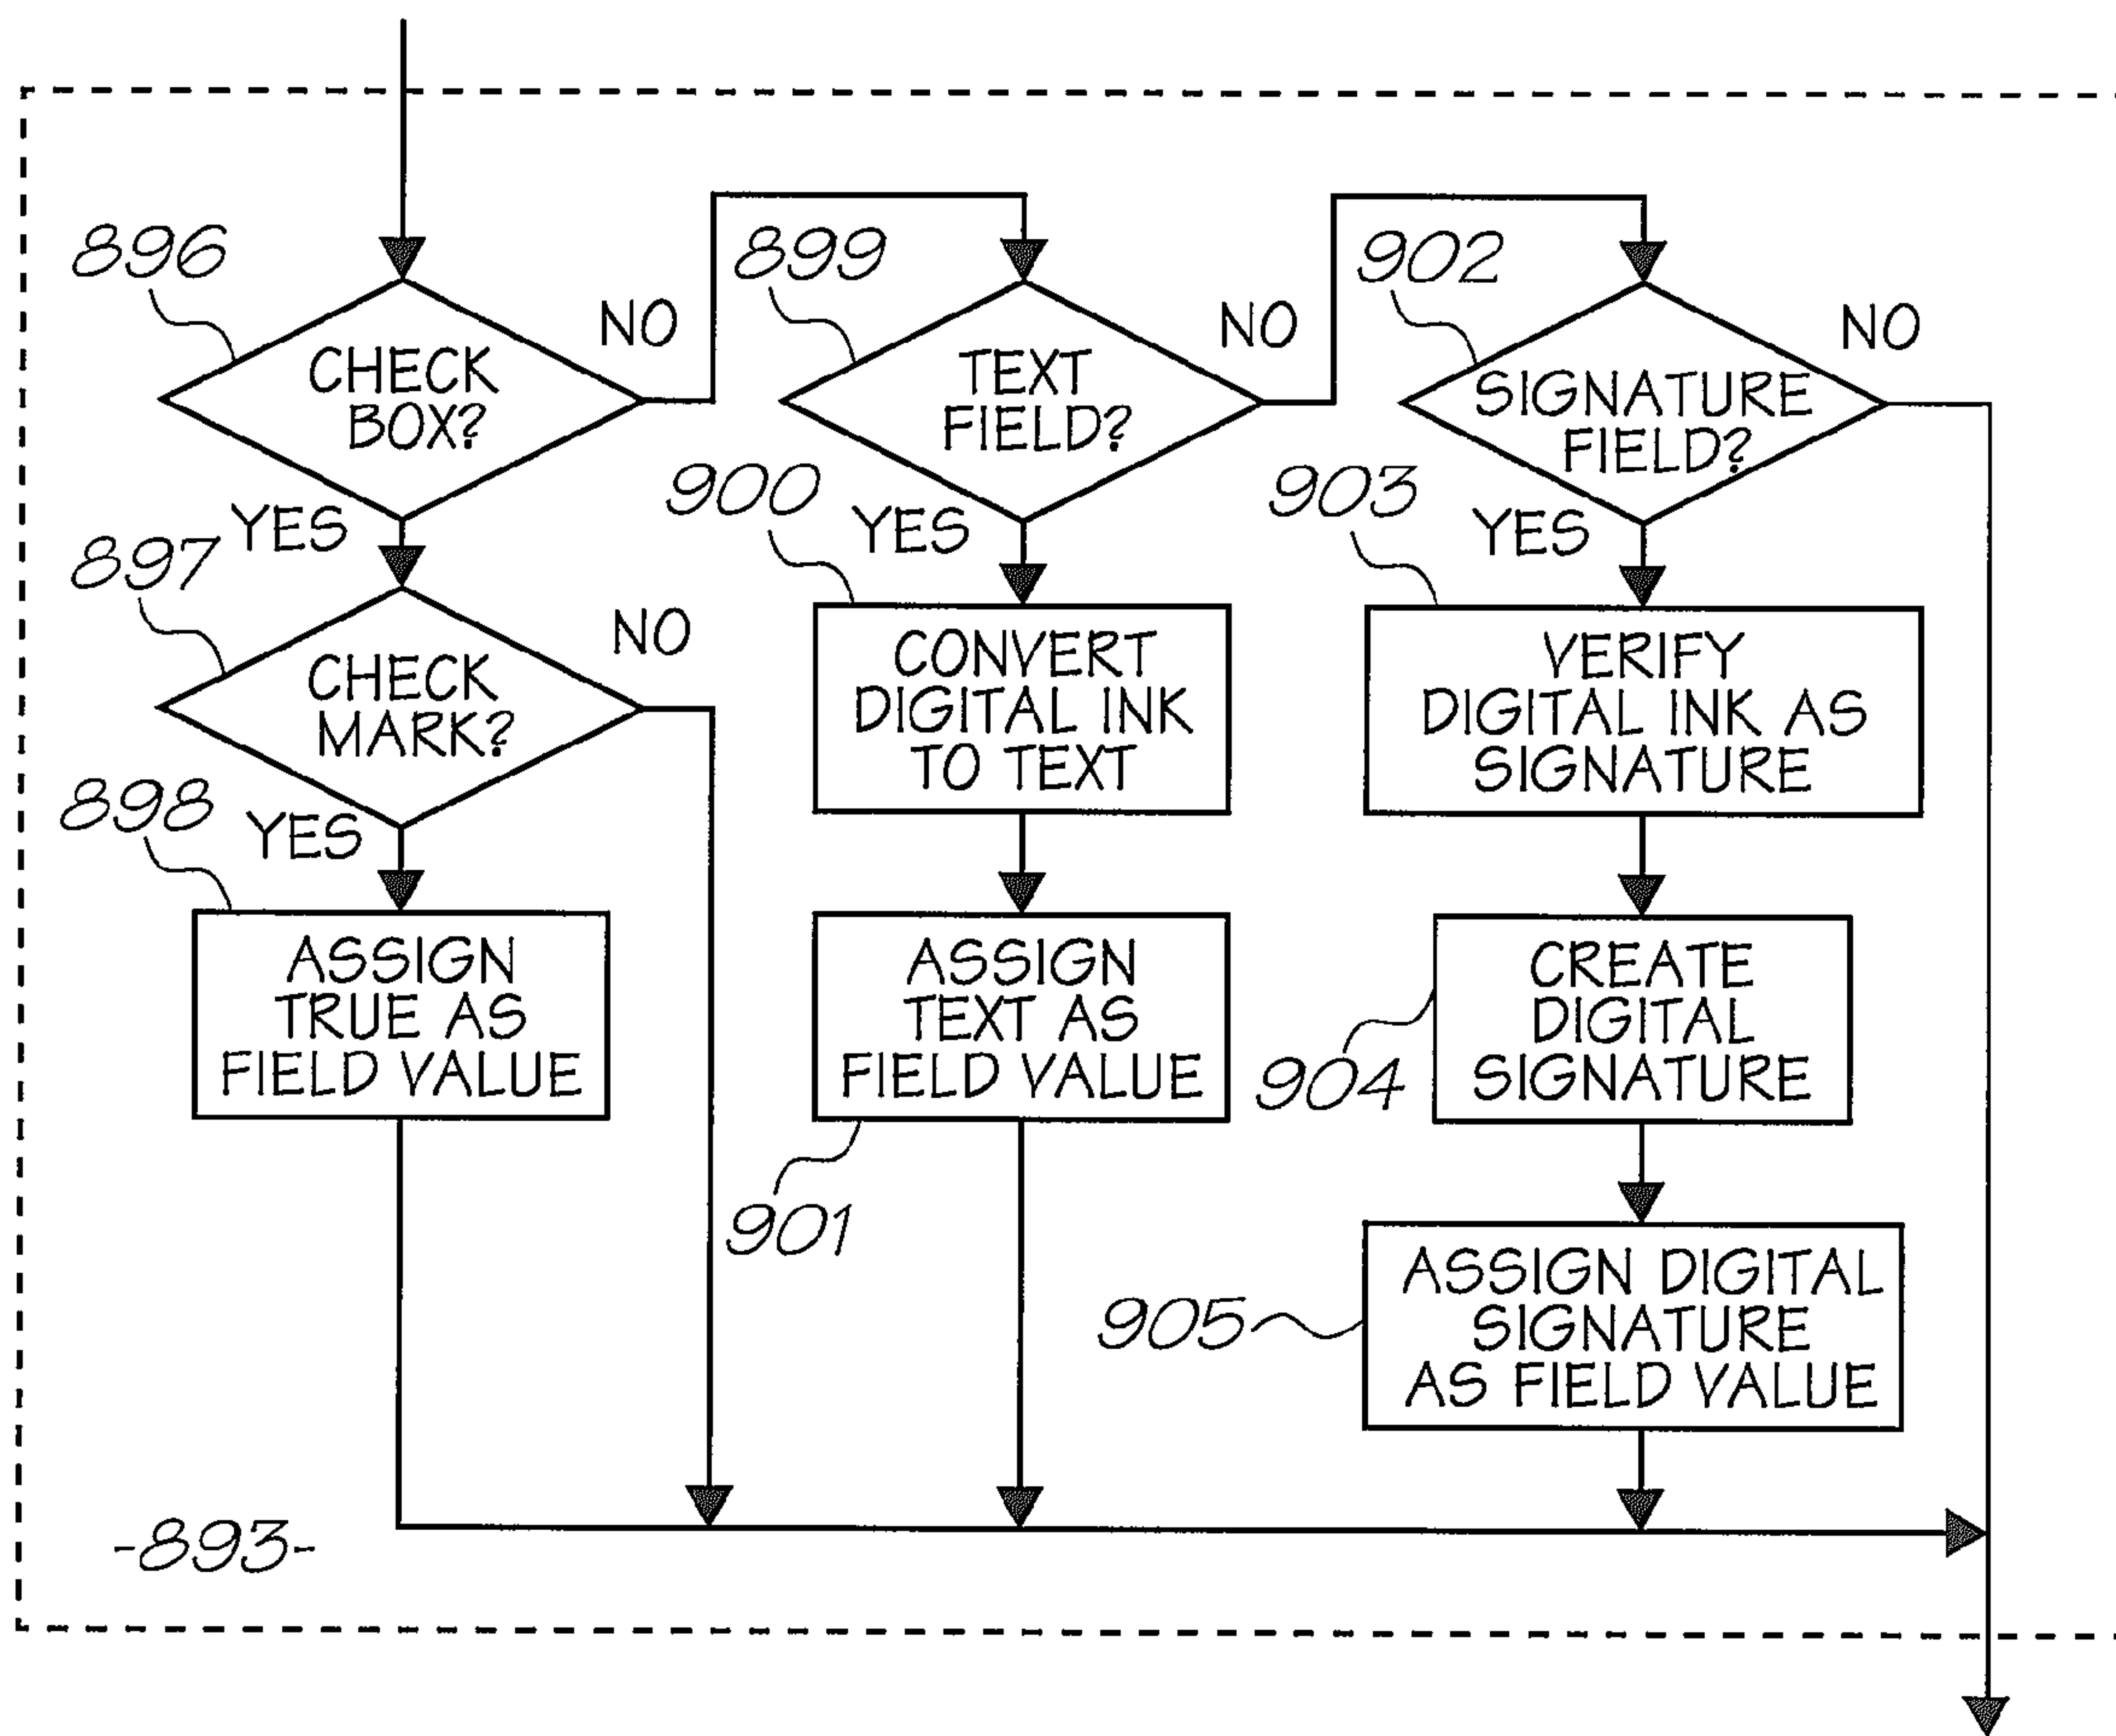 896
CHECK
BOX?
NO
YES
897
CHECK
MARK?
NO
YES
898
ASSIGN
TRUE AS
FIELD VALUE
899
TEXT
FIELD?
NO
YES
900
CONVERT
DIGITAL INK
TO TEXT
ASSIGN
TEXT AS
FIELD VALUE
901
902
SIGNATURE
FIELD?
NO
YES
903
VERIFY
DIGITAL INK AS
SIGNATURE
CREATE
DIGITAL
SIGNATURE
904
ASSIGN DIGITAL
SIGNATURE
AS FIELD VALUE
905
-893-